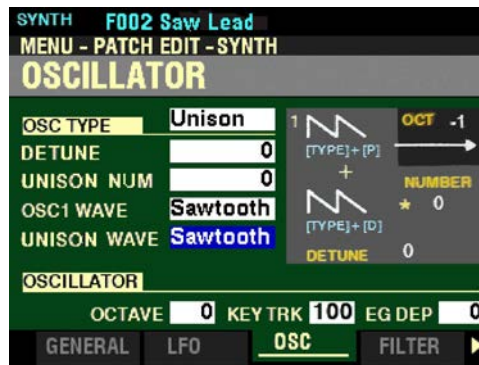 SYNTH F002 Saw Lead
MENU - PATCH EDIT - SYNTH
OSCILLATOR
OSC TYPE Unison
DETUNE 0
UNISON NUM 0
OSC1 WAVE Sawtooth
UNISON WAVE Sawtooth
1
[TYPE]+[P]
+
[TYPE]+[D]
DETUNE 0
OCT -1
NUMBER
* 0
OSCILLATOR
OCTAVE 0 KEY TRK 100 EG DEP 0
GENERAL LFO OSC FILTER